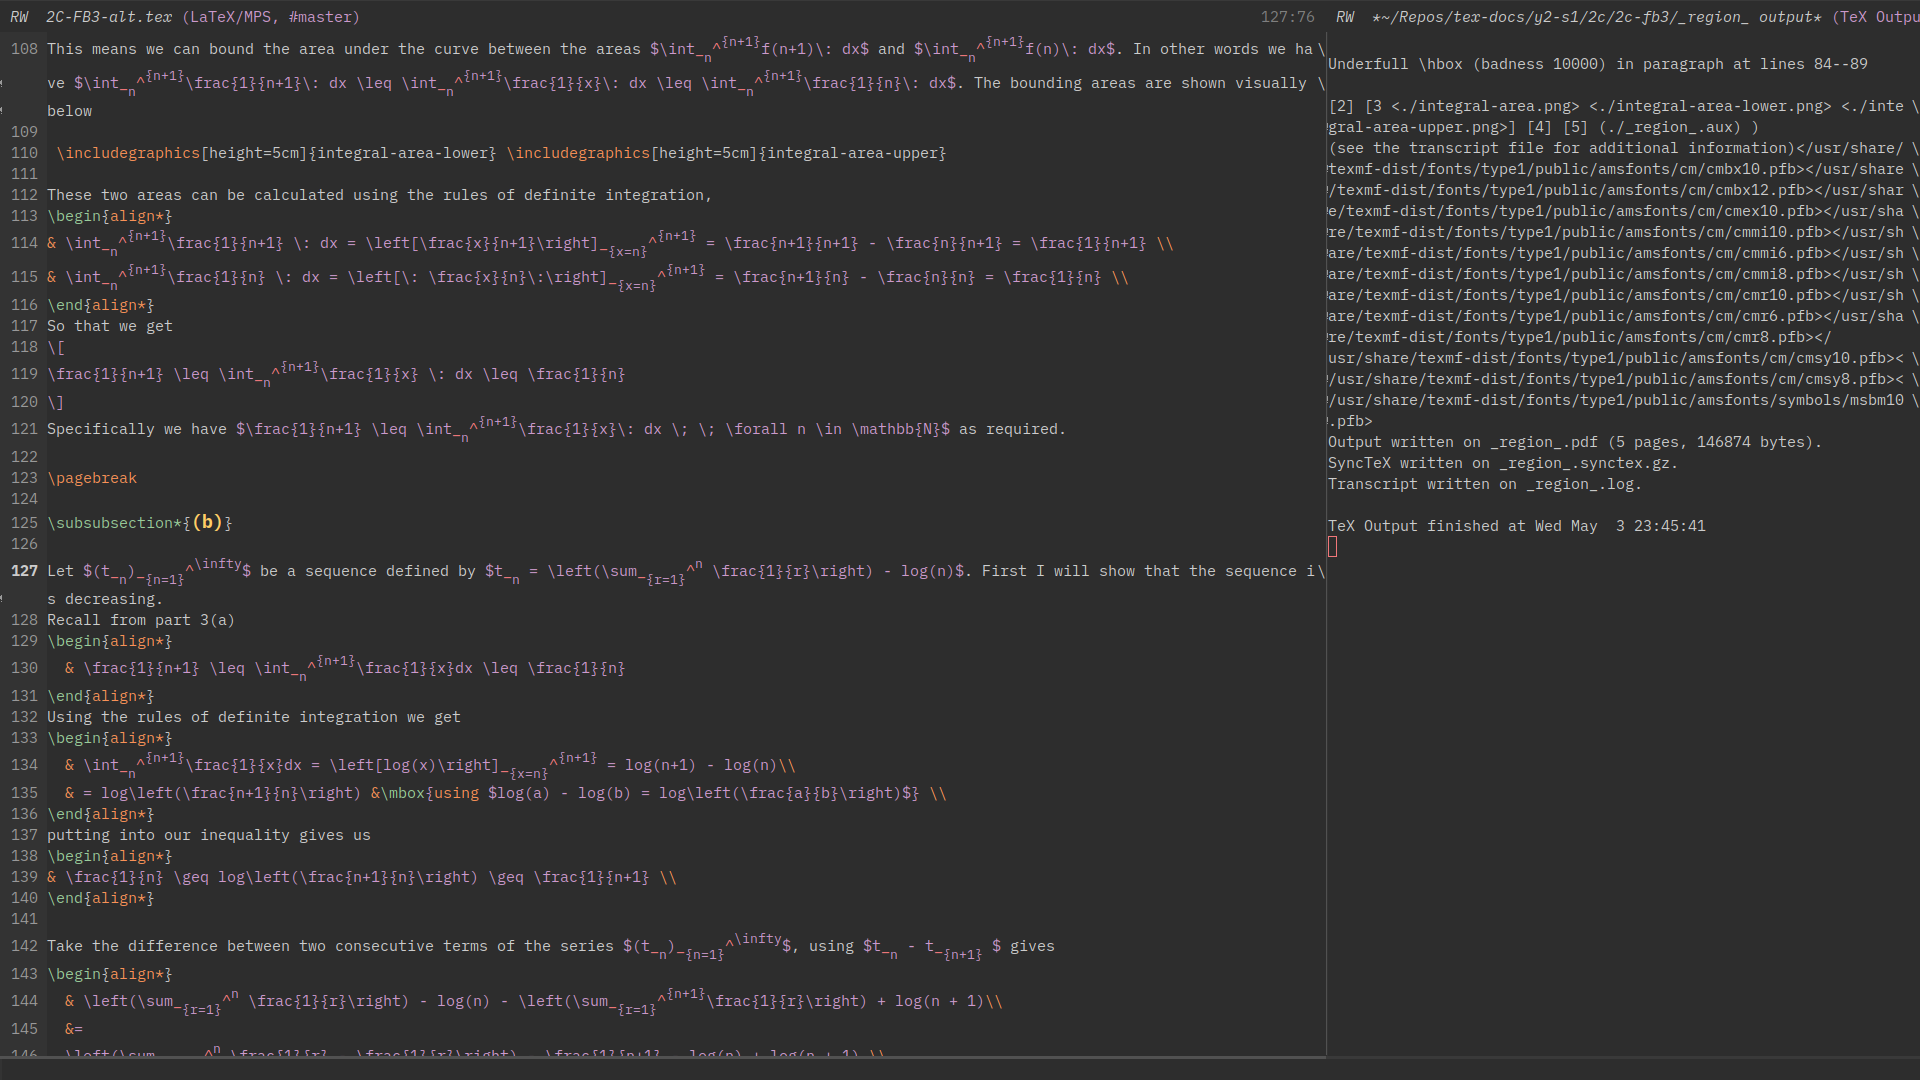 RW  2C-FB3-alt.tex (LaTeX/MPS, #master)  127:76
108 This means we can bound the area under the curve between the areas $\int_n^{n+1}f(n+1)\: dx$ and $\int_n^{n+1}f(n)\: dx$. In other words we ha\
ve $\int_n^{n+1}\frac{1}{n+1}\: dx \leq \int_n^{n+1}\frac{1}{x}\: dx \leq \int_n^{n+1}\frac{1}{n}\: dx$. The bounding areas are shown visually \
below
109
110  \includegraphics[height=5cm]{integral-area-lower} \includegraphics[height=5cm]{integral-area-upper}
111
112 These two areas can be calculated using the rules of definite integration,
113 \begin{align*}
114 & \int_n^{n+1}\frac{1}{n+1} \: dx = \left[\frac{x}{n+1}\right]_{x=n}^{n+1} = \frac{n+1}{n+1} - \frac{n}{n+1} = \frac{1}{n+1} \\
115 & \int_n^{n+1}\frac{1}{n} \: dx = \left[\: \frac{x}{n}\:\right]_{x=n}^{n+1} = \frac{n+1}{n} - \frac{n}{n} = \frac{1}{n} \\
116 \end{align*}
117 So that we get
118 \[
119 \frac{1}{n+1} \leq \int_n^{n+1}\frac{1}{x} \: dx \leq \frac{1}{n}
120 \]
121 Specifically we have $\frac{1}{n+1} \leq \int_n^{n+1}\frac{1}{x}\: dx \; \; \forall n \in \mathbb{N}$ as required.
122
123 \pagebreak
124
125 \subsubsection*{(b)}
126
127 Let $(t_n)_{n=1}^\infty$ be a sequence defined by $t_n = \left(\sum_{r=1}^n \frac{1}{r}\right) - log(n)$. First I will show that the sequence i\
s decreasing.
128 Recall from part 3(a)
129 \begin{align*}
130   & \frac{1}{n+1} \leq \int_n^{n+1}\frac{1}{x}dx \leq \frac{1}{n}
131 \end{align*}
132 Using the rules of definite integration we get
133 \begin{align*}
134   & \int_n^{n+1}\frac{1}{x}dx = \left[log(x)\right]_{x=n}^{n+1} = log(n+1) - log(n)\\
135   & = log\left(\frac{n+1}{n}\right) &\mbox{using $log(a) - log(b) = log\left(\frac{a}{b}\right)$} \\
136 \end{align*}
137 putting into our inequality gives us
138 \begin{align*}
139 & \frac{1}{n} \geq log\left(\frac{n+1}{n}\right) \geq \frac{1}{n+1} \\
140 \end{align*}
141
142 Take the difference between two consecutive terms of the series $(t_n)_{n=1}^\infty$, using $t_n - t_{n+1} $ gives
143 \begin{align*}
144   & \left(\sum_{r=1}^n \frac{1}{r}\right) - log(n) - \left(\sum_{r=1}^{n+1}\frac{1}{r}\right) + log(n + 1)\\
145   &=
RW  *~/Repos/tex-docs/y2-s1/2c/2c-fb3/_region_ output* (TeX Outpu
Underfull \hbox (badness 10000) in paragraph at lines 84--89
[2] [3 <./integral-area.png> <./integral-area-lower.png> <./inte \
gral-area-upper.png>] [4] [5] (./_region_.aux) )
(see the transcript file for additional information)</usr/share/ \
texmf-dist/fonts/type1/public/amsfonts/cm/cmbx10.pfb></usr/share \
/texmf-dist/fonts/type1/public/amsfonts/cm/cmbx12.pfb></usr/shar \
e/texmf-dist/fonts/type1/public/amsfonts/cm/cmex10.pfb></usr/sha \
re/texmf-dist/fonts/type1/public/amsfonts/cm/cmmi10.pfb></usr/sh \
are/texmf-dist/fonts/type1/public/amsfonts/cm/cmmi6.pfb></usr/sh \
are/texmf-dist/fonts/type1/public/amsfonts/cm/cmmi8.pfb></usr/sh \
are/texmf-dist/fonts/type1/public/amsfonts/cm/cmr10.pfb></usr/sh \
are/texmf-dist/fonts/type1/public/amsfonts/cm/cmr6.pfb></usr/sha \
re/texmf-dist/fonts/type1/public/amsfonts/cm/cmr8.pfb></
usr/share/texmf-dist/fonts/type1/public/amsfonts/cm/cmsy10.pfb>< \
/usr/share/texmf-dist/fonts/type1/public/amsfonts/cm/cmsy8.pfb>< \
/usr/share/texmf-dist/fonts/type1/public/amsfonts/symbols/msbm10 \
.pfb>
Output written on _region_.pdf (5 pages, 146874 bytes).
SyncTeX written on _region_.synctex.gz.
Transcript written on _region_.log.
TeX Output finished at Wed May  3 23:45:41